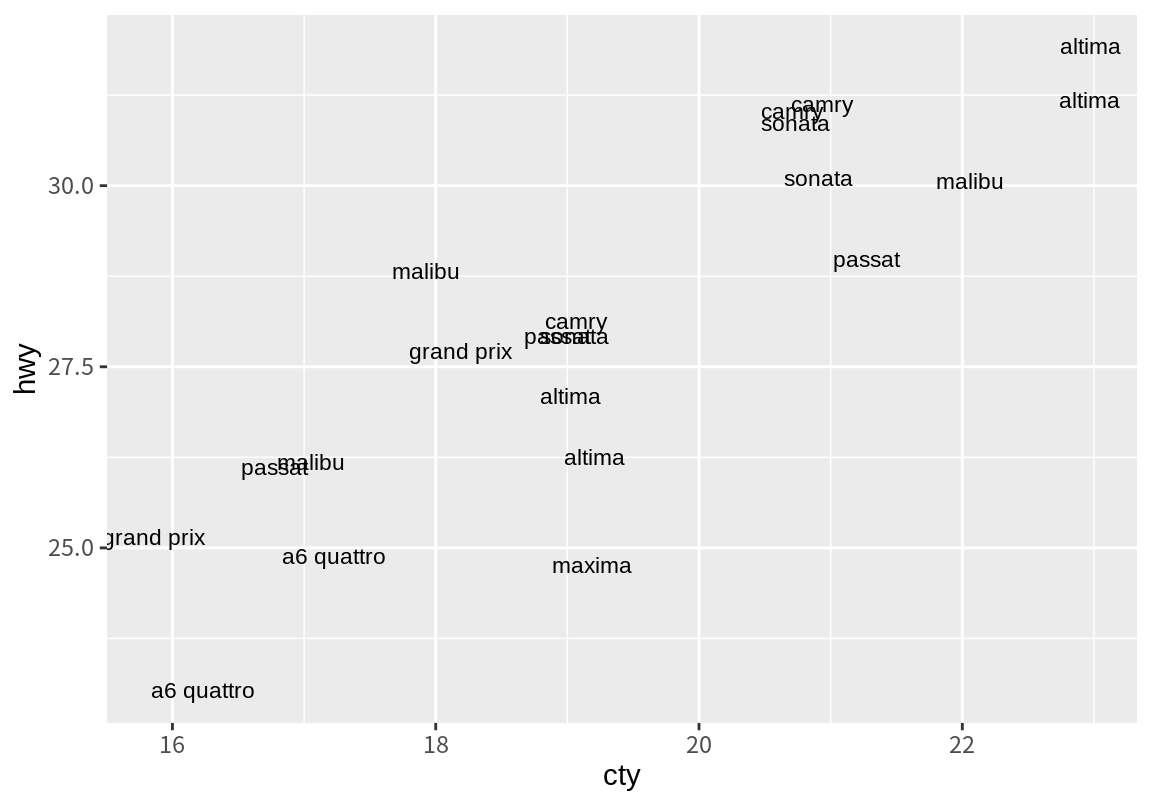 altima
altima
camry
camry
sonata
30.0
sonata
malibu
passat
malibu
camry
passat
sonata
grand prix
27.5
hwy
altima
malibu
altima
passat
grand prix
25.0
a6 quattro
maxima
a6 quattro
16
18
20
22
cty